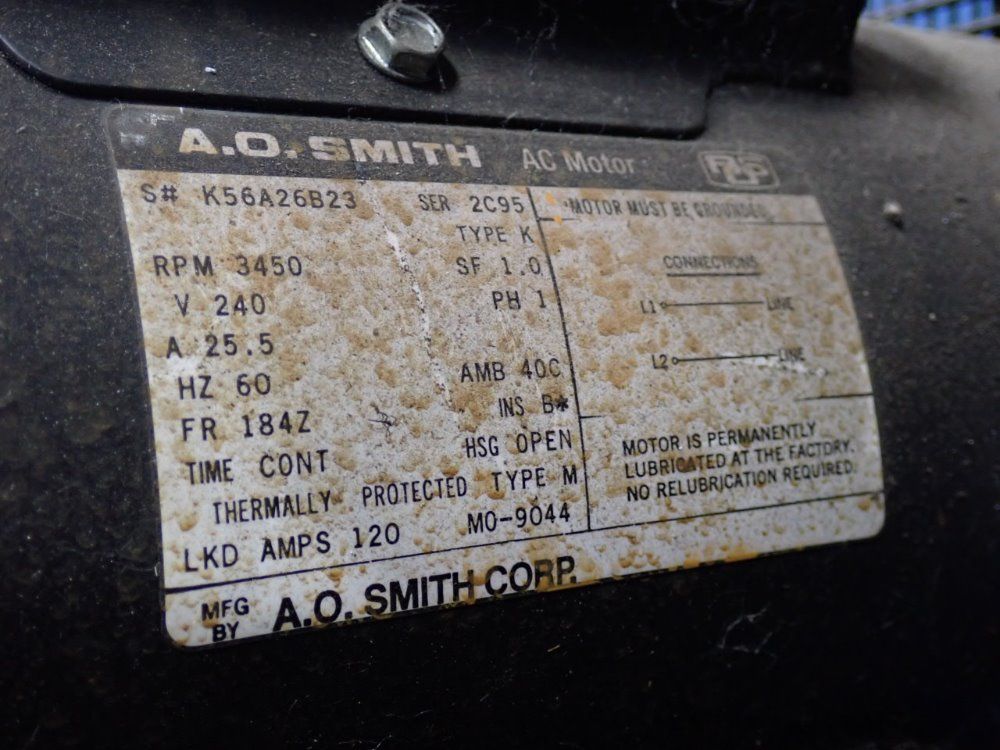 A.O. SMITH AC Motor
S# K56A26B23 SER 2C95
TYPE K
RPM 3450 SF 1.0
V 240 PH 1
A 25.5
HZ 60 AMB 40C
FR 184Z INS B*
TIME CONT HSG OPEN
THERMALLY PROTECTED TYPE M
LKD AMPS 120 MO-9044
MOTOR MUST BE GROUNDED
CONNECTIONS
L1 LINE
L2 LINE
MOTOR IS PERMANENTLY
LUBRICATED AT THE FACTORY.
NO RELUBRICATION REQUIRED.
MFG
BY A.O. SMITH CORP.